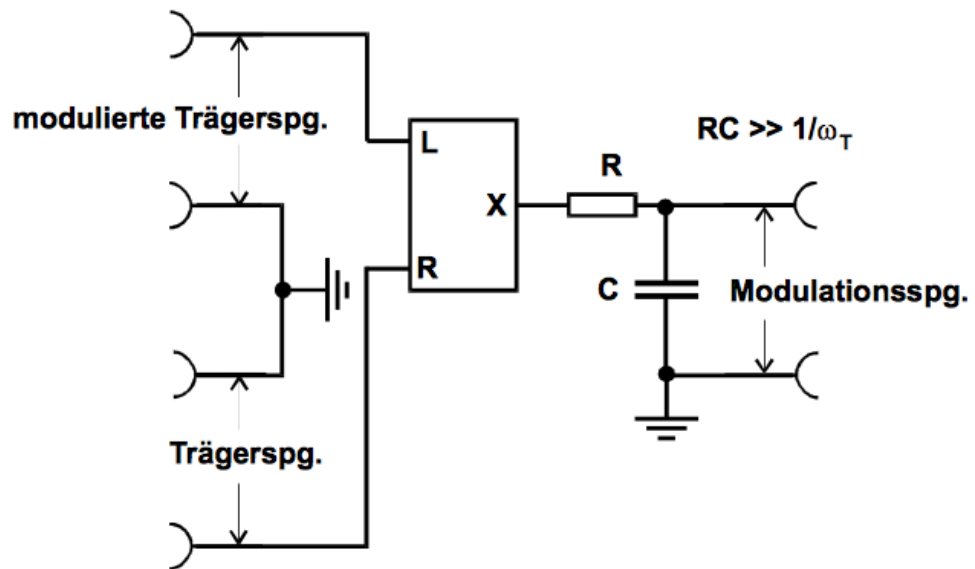 modulierte Trägerspg.
L
X
R
R
RC >> 1/ω_T
C
Modulationsspg.
Trägerspg.